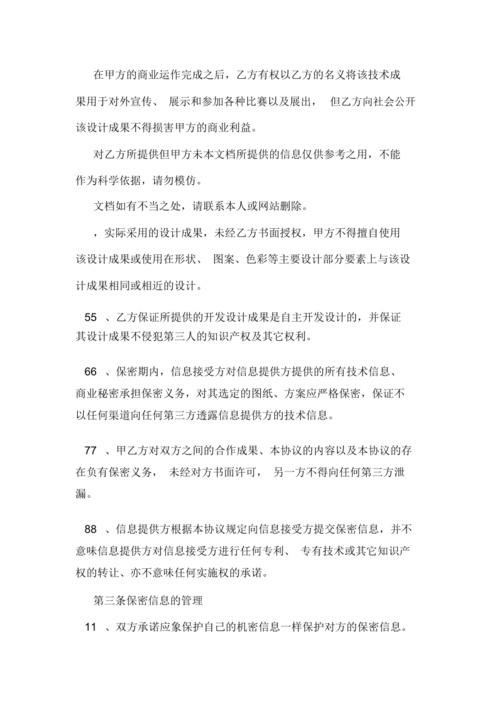 在甲方的商业运作完成之后，乙方有权以乙方的名义将该技术成
果用于对外宣传、 展示和参加各种比赛以及展出， 但乙方向社会公开
该设计成果不得损害甲方的商业利益。
对乙方所提供但甲方未本文档所提供的信息仅供参考之用，不能
作为科学依据，请勿模仿。
文档如有不当之处，请联系本人或网站删除。
，实际采用的设计成果，未经乙方书面授权，甲方不得擅自使用
该设计成果或使用在形状、 图案、色彩等主要设计部分要素上与该设
计成果相同或相近的设计。
55 、乙方保证所提供的开发设计成果是自主开发设计的，并保证
其设计成果不侵犯第三人的知识产权及其它权利。
66 、保密期内，信息接受方对信息提供方提供的所有技术信息、
商业秘密承担保密义务，对其选定的图纸、方案应严格保密，保证不
以任何渠道向任何第三方透露信息提供方的技术信息。
77 、甲乙方对双方之间的合作成果、本协议的内容以及本协议的存
在负有保密义务， 未经对方书面许可， 另一方不得向任何第三方泄
漏。
88 、信息提供方根据本协议规定向信息接受方提交保密信息，并不
意味信息提供方对信息接受方进行任何专利、 专有技术或其它知识产
权的转让、亦不意味任何实施权的承诺。
第三条保密信息的管理
11 、双方承诺应象保护自己的机密信息一样保护对方的保密信息。